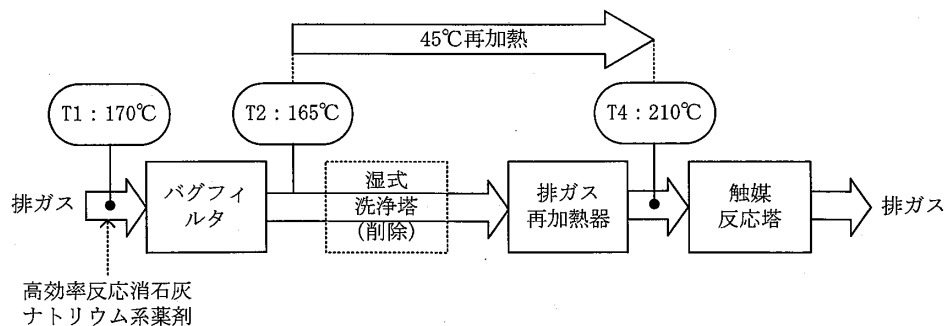 45℃再加熱
T1：170℃
T2：165℃
T4：210℃
排ガス
バグフィ
ルタ
湿式
洗浄塔
(削除)
排ガス
再加熱器
触媒
反応塔
排ガス
高効率反応消石灰
ナトリウム系薬剤